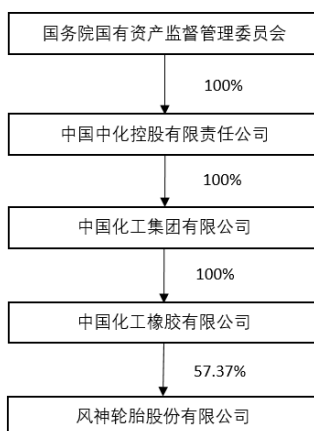 国务院国有资产监督管理委员会
100%
中国中化控股有限责任公司
100%
中国化工集团有限公司
100%
中国化工橡胶有限公司
57.37%
风神轮胎股份有限公司